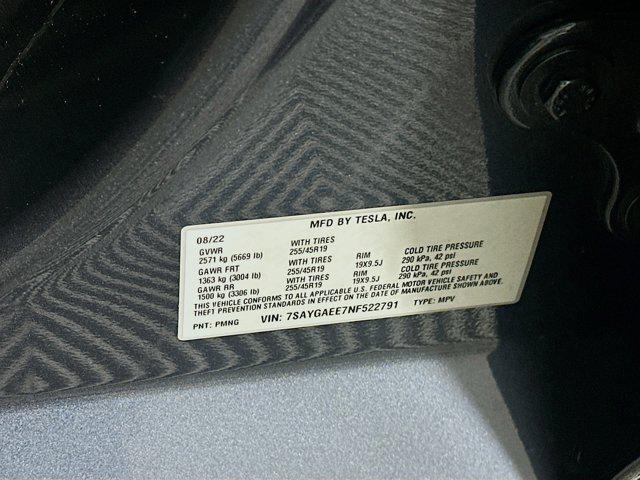 MFD BY TESLA, INC.
08/22
GVWR WITH TIRES
2571 kg (5669 lb) 255/45R19 RIM COLD TIRE PRESSURE
GAWR FRT WITH TIRES 19X9.5J 290 kPa, 42 psi
1363 kg (3004 lb) 255/45R19 RIM COLD TIRE PRESSURE
GAWR RR WITH TIRES 19X9.5J 290 kPa, 42 psi
1500 kg (3306 lb) 255/45R19
THIS VEHICLE CONFORMS TO ALL APPLICABLE U.S. FEDERAL MOTOR VEHICLE SAFETY AND
THEFT PREVENTION STANDARDS IN EFFECT ON THE DATE OF MANUFACTURE SHOWN ABOVE.
PNT: PMNG VIN: 7SAYGAEE7NF522791 TYPE: MPV